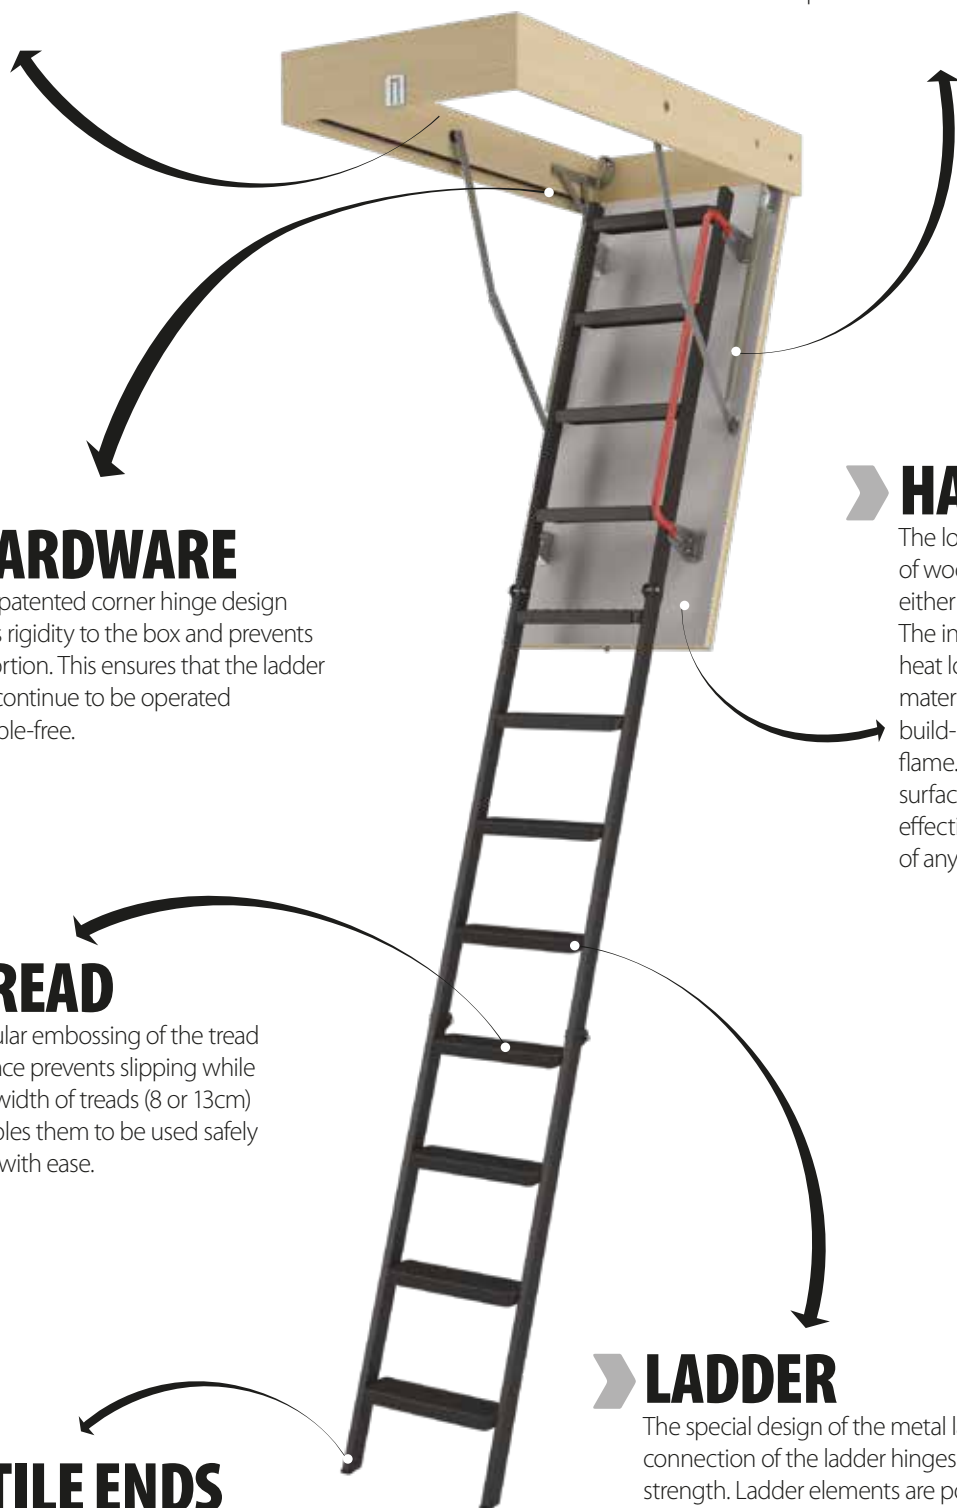 ARDWARE
patented corner hinge design
s rigidity to the box and prevents
ortion. This ensures that the ladder
continue to be operated
ble-free.
HA
The lo
of woo
either
The in
heat lo
mater
build-
flame.
surfac
effecti
of any
READ
ular embossing of the tread
ace prevents slipping while
width of treads (8 or 13cm)
bles them to be used safely
with ease.
LADDER
The special design of the metal l
connection of the ladder hinges
strength. Ladder elements are po
TILE ENDS